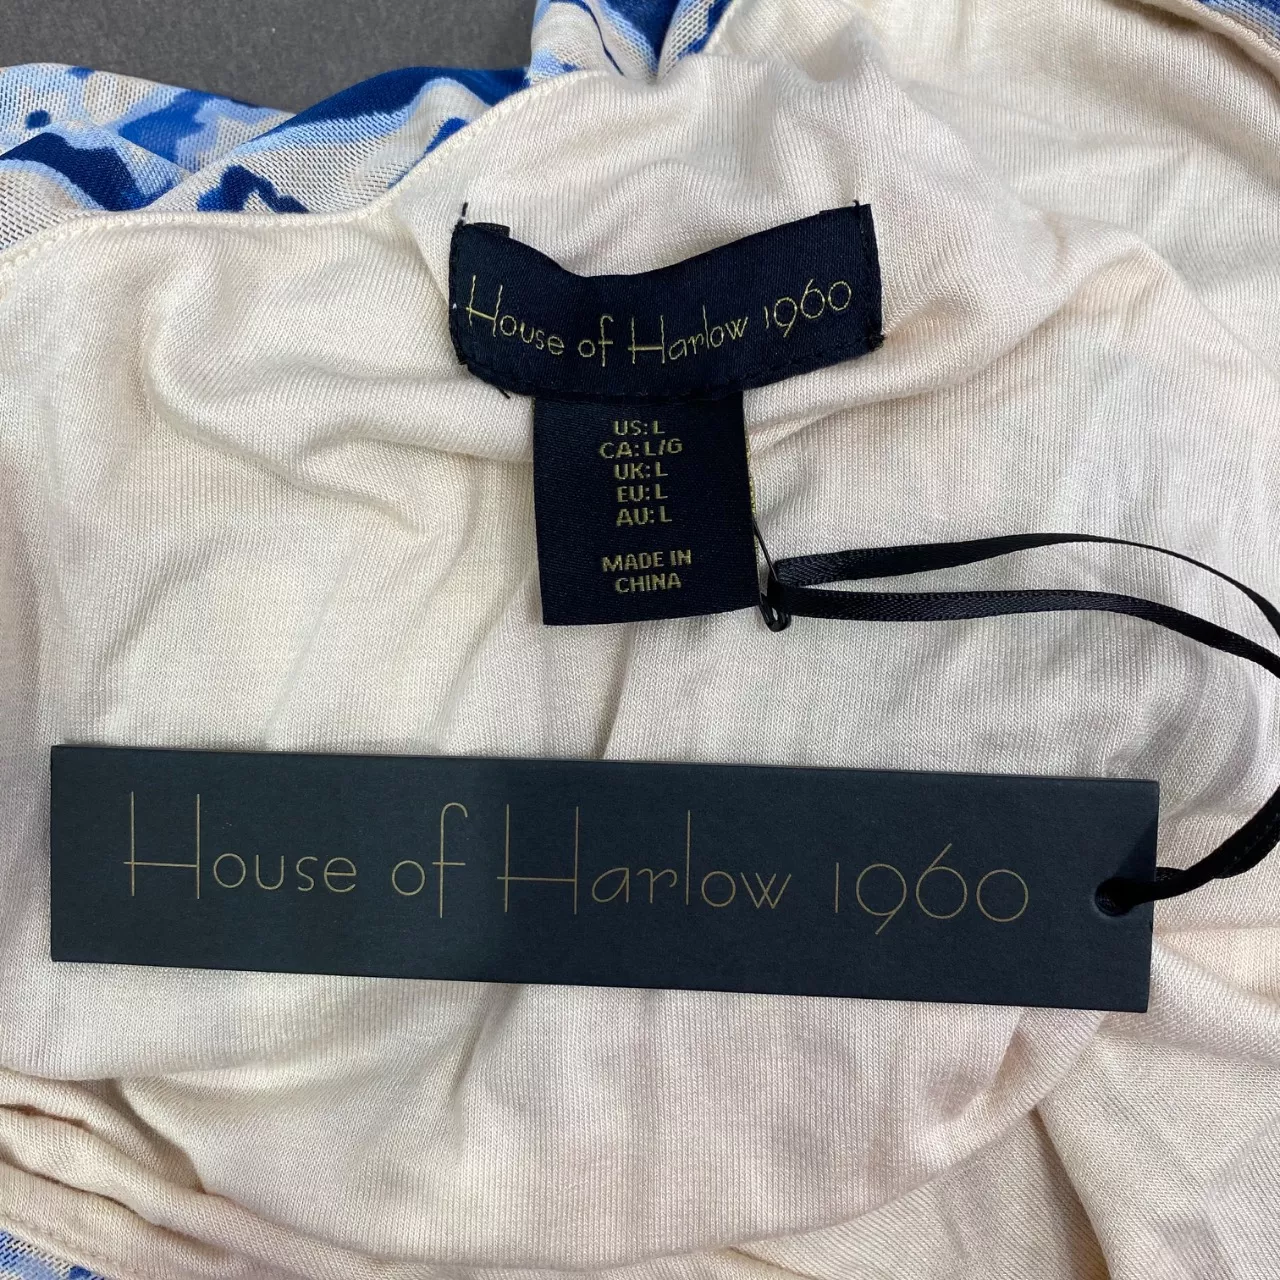 House of Harlow 1960
US: L
CA: L/G
UK: L
EU: L
AU: L
MADE IN
CHINA
House of Harlow 1960